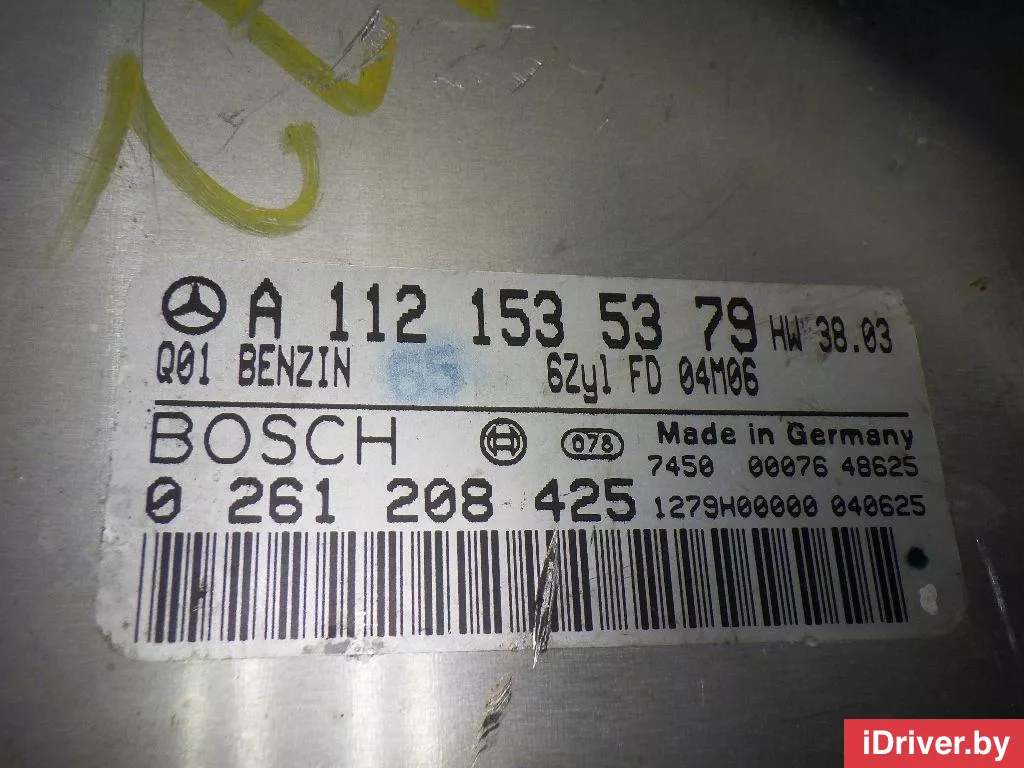 A 112 153 53 79 HW 38.03
Q01 BENZIN 65 6Zyl FD 04M06
BOSCH 078 Made in Germany
7450 00076 48625
0 261 208 425 1279H00000 040625
iDriver.by